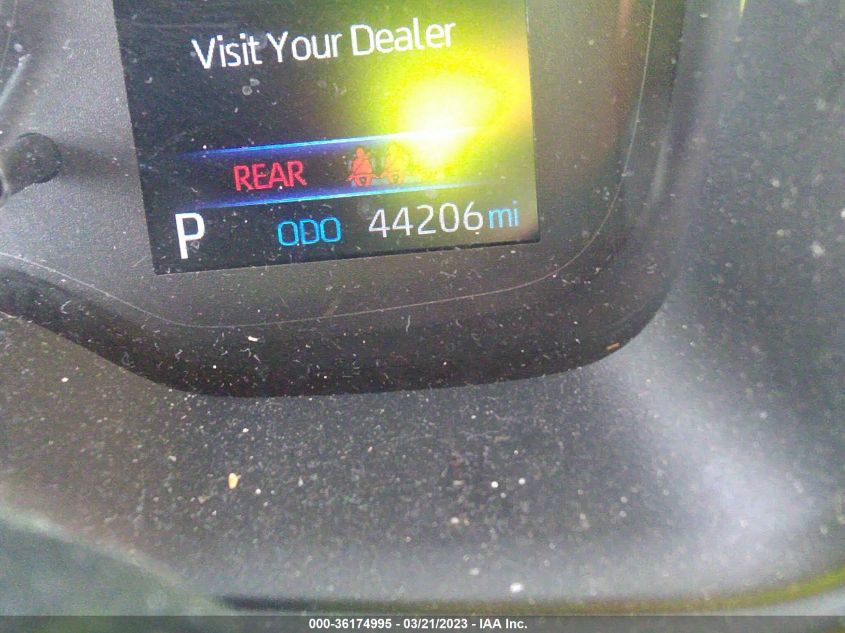 Visit Your Dealer
REAR
P ODO 44206 mi
000-36174995 - 03/21/2023 - IAA Inc.